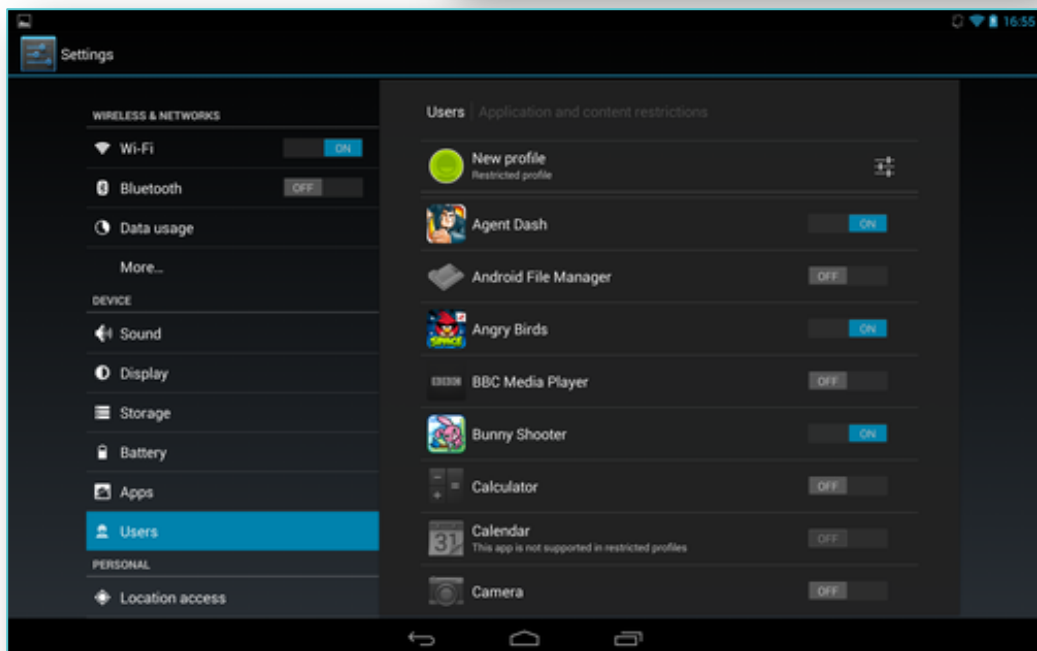 16:55
Settings
WIRELESS & NETWORKS
Wi-Fi ON
Bluetooth OFF
Data usage
More...
DEVICE
Sound
Display
Storage
Battery
Apps
Users
PERSONAL
Location access
Users Application and content restrictions
New profile
Restricted profile
Agent Dash ON
Android File Manager OFF
SPACE
Angry Birds ON
BBC Media Player OFF
Bunny Shooter ON
Calculator OFF
31
Calendar
This app is not supported in restricted profiles
OFF
Camera OFF